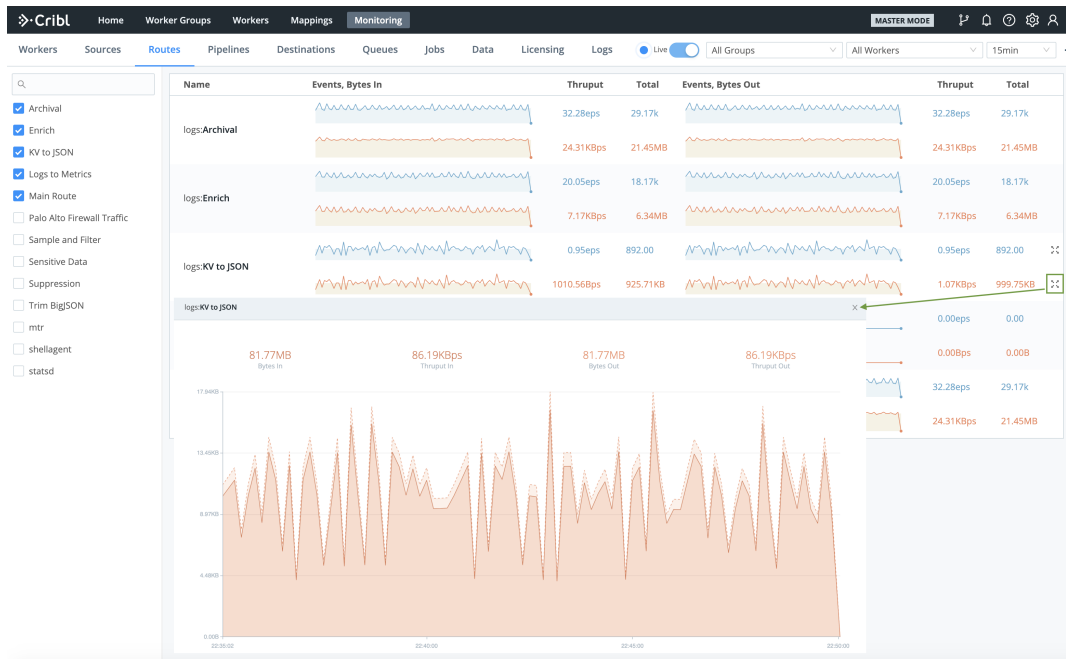 Cribl Home Worker Groups Workers Mappings Monitoring MASTER MODE
Workers Sources Routes Pipelines Destinations Queues Jobs Data Licensing Logs Live All Groups All Workers 15min
Name Events, Bytes In Thruput Total Events, Bytes Out Thruput Total
Archival
Enrich
KV to JSON
Logs to Metrics
Main Route
Palo Alto Firewall Traffic
Sample and Filter
Sensitive Data
Suppression
Trim BigJSON
mtr
shellagent
statsd
32.28eps 29.17k 32.28eps 29.17k
logs:Archival
24.31KBps 21.45MB 24.31KBps 21.45MB
20.05eps 18.17k 20.05eps 18.17k
logs:Enrich
7.17KBps 6.34MB 7.17KBps 6.34MB
0.95eps 892.00 0.95eps 892.00
logs:KV to JSON
1010.56Bps 925.71KB 1.07KBps 999.75KB
logs:KV to JSON
0.00eps 0.00
0.00Bps 0.00B
32.28eps 29.17k
24.31KBps 21.45MB
81.77MB 86.19KBps 81.77MB 86.19KBps
Bytes In Thruput In Bytes Out Thruput Out
17.94KB
13.45KB
8.97KB
4.48KB
0.00B
22:35:02 22:40:00 22:45:00 22:50:00